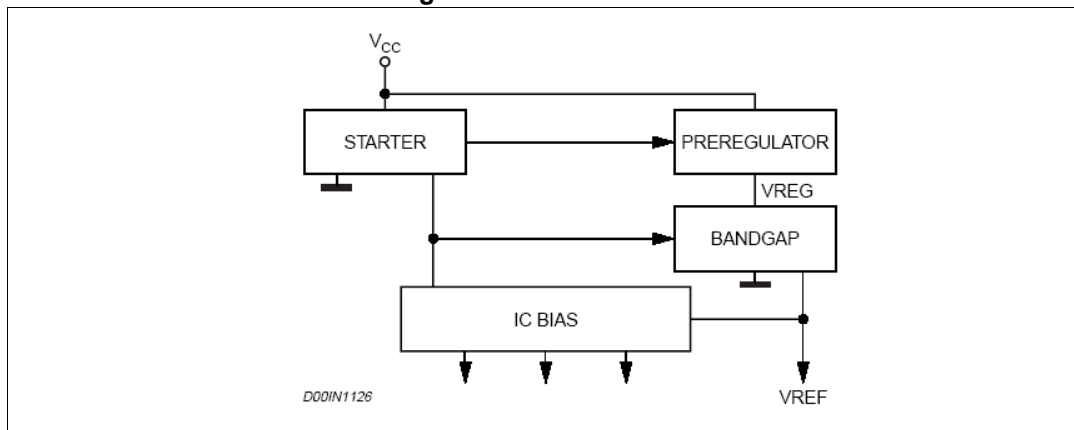 VCC
STARTER
PREREGULATOR
VREG
BANDGAP
IC BIAS
D00IN1126
VREF